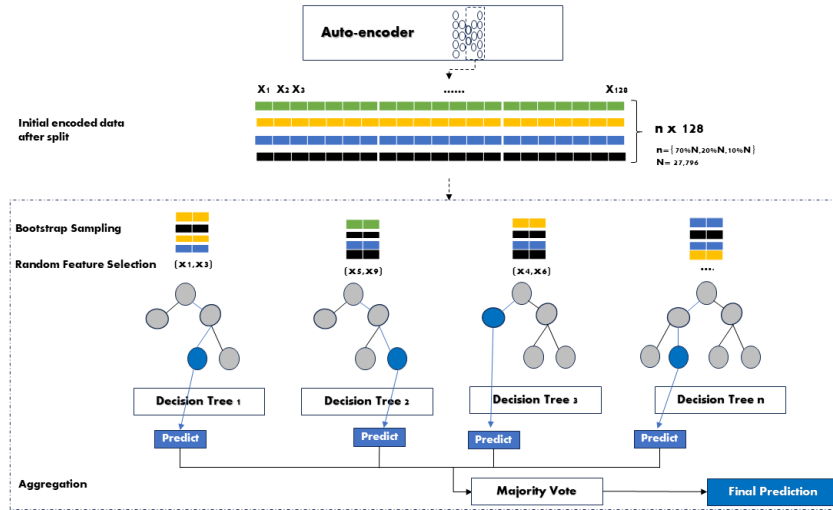 Auto-encoder
X1 X2 X3 ...... X128
Initial encoded data
after split
n x 128
n={70%N,20%N,10%N}
N= 27,796
Bootstrap Sampling
Random Feature Selection
(x1,x3)
(x5,x9)
(x4,x6)
....
Decision Tree 1
Decision Tree 2
Decision Tree 3
Decision Tree n
Predict
Predict
Predict
Predict
Aggregation
Majority Vote
Final Prediction